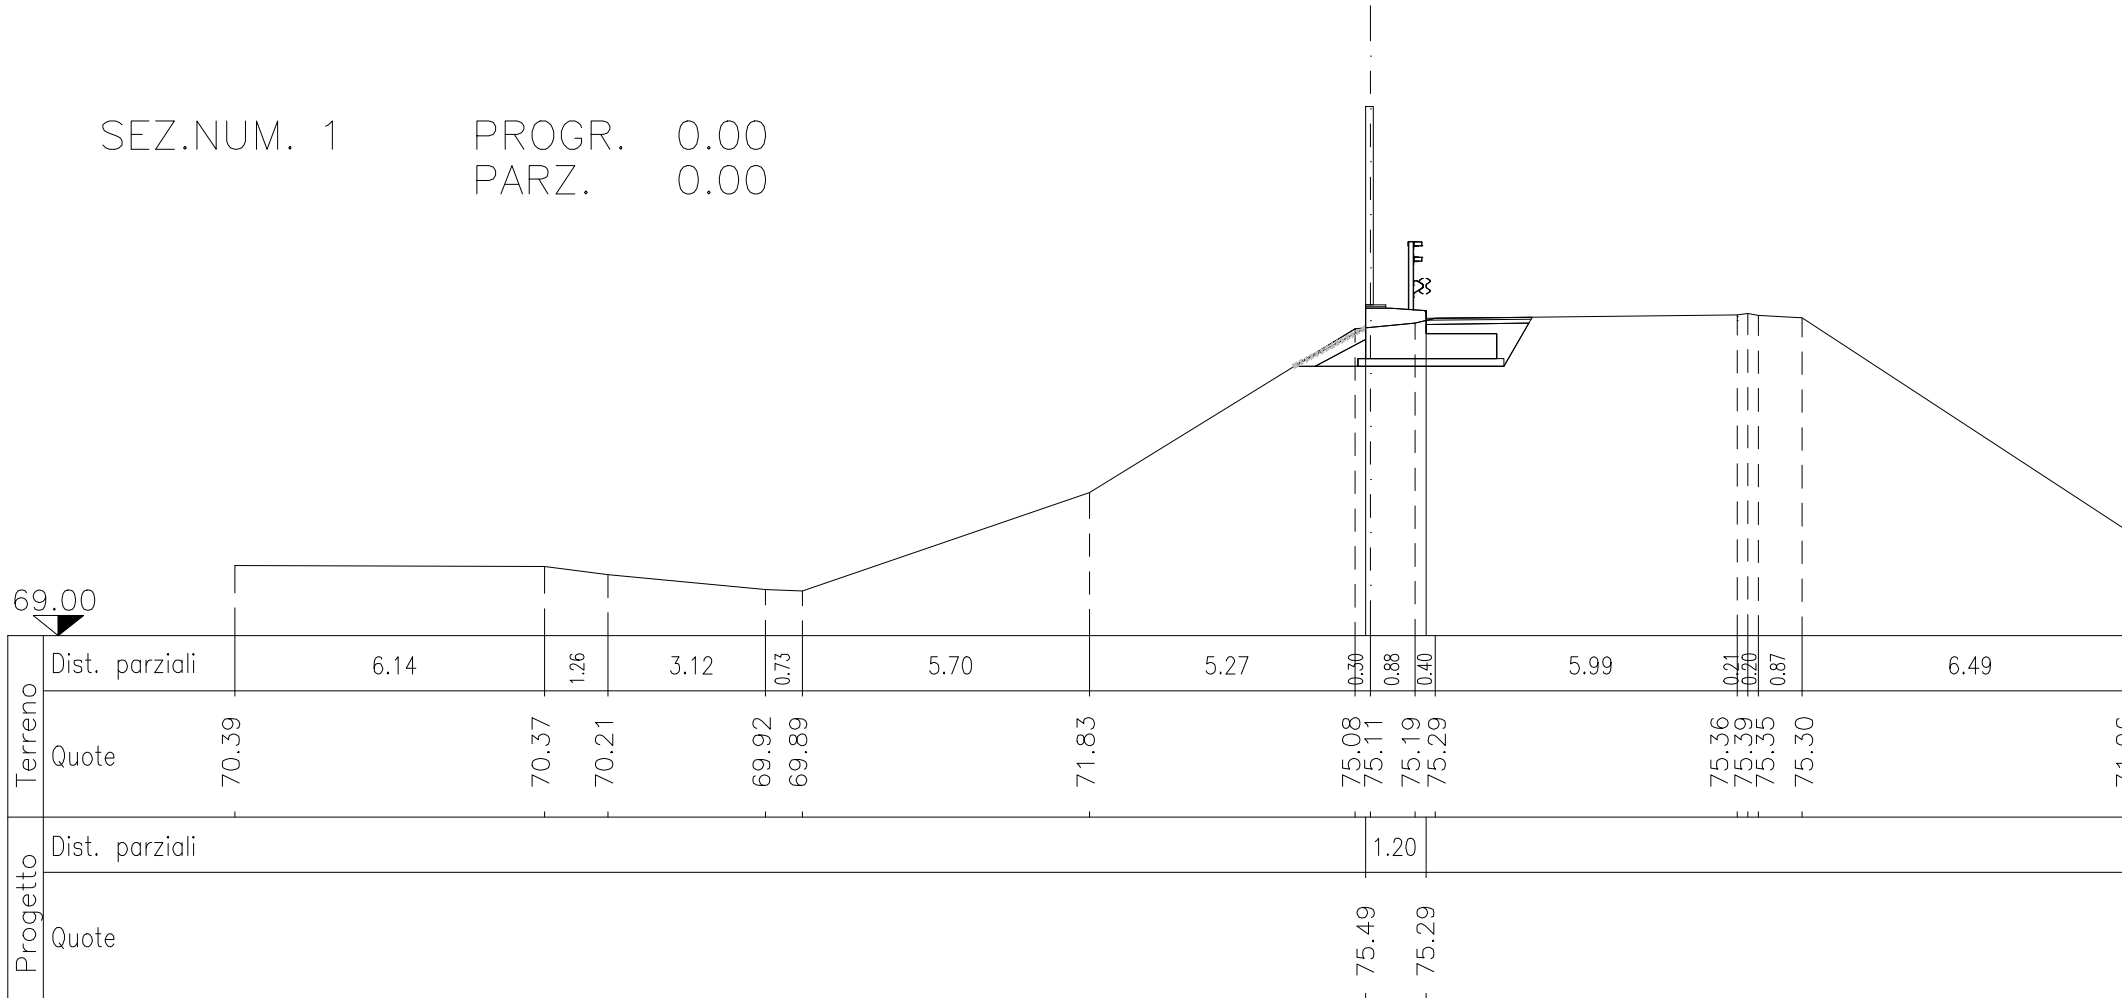 SEZ.NUM. 1 PROGR. 0.00
PARZ. 0.00
69.00
Terreno
Dist. parziali 6.14 1.26 3.12 0.73 5.70 5.27 0.30 0.88 0.40 5.99 0.21 0.20 0.87 6.49
Quote 70.39 70.37 70.21 69.92 69.89 71.83 75.08 75.11 75.19 75.29 75.36 75.39 75.35 75.30
Progetto
Dist. parziali 1.20
Quote 75.49 75.29